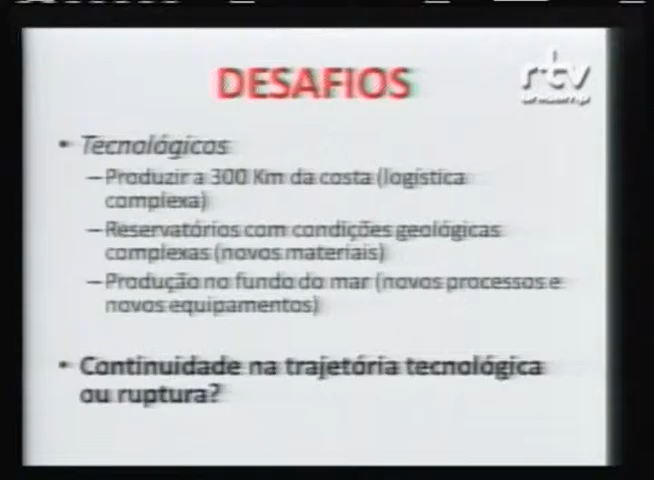 DESAFIOS
rtv
unicamp
• Tecnológicos
– Produzir a 300 Km da costa (logística
complexa)
– Reservatórios com condições geológicas
complexas (novos materiais)
– Produção no fundo do mar (novos processos e
novos equipamentos)
• Continuidade na trajetória tecnológica
ou ruptura?